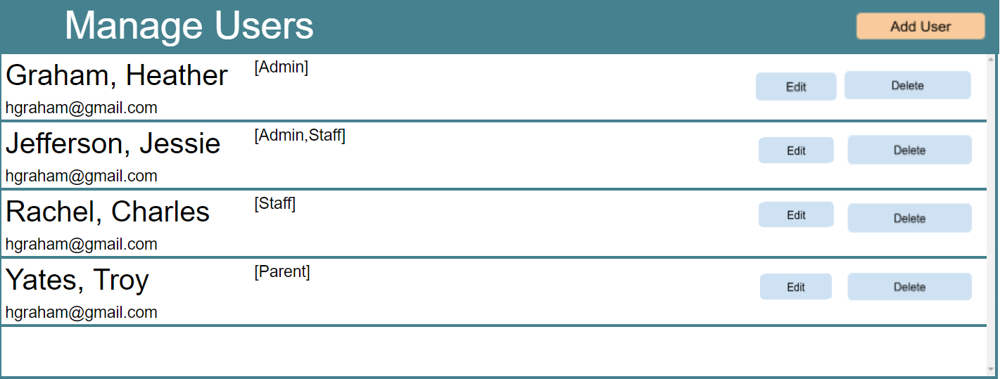 Manage Users
Add User
Graham, Heather
[Admin]
Edit
Delete
hgraham@gmail.com
Jefferson, Jessie
[Admin,Staff]
Edit
Delete
hgraham@gmail.com
Rachel, Charles
[Staff]
Edit
Delete
hgraham@gmail.com
Yates, Troy
[Parent]
Edit
Delete
hgraham@gmail.com